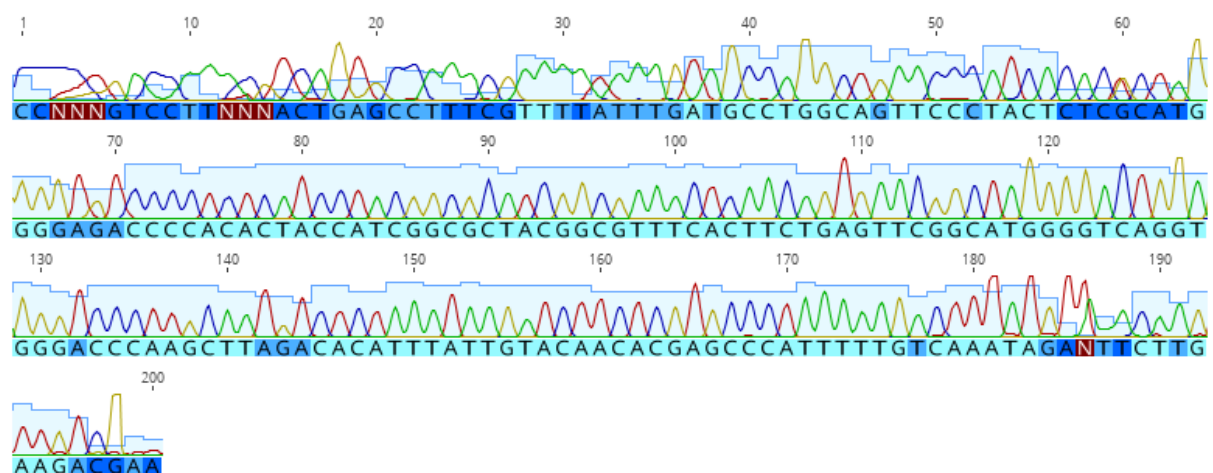 1 10 20 30 40 50 60
CCNNNGTCCTTNNNACTGAGCCTTTCGTTTTATTTGATGCCTGGCAGTTCCCTACTCTCGCATG
70 80 90 100 110 120
GGGAGACCCCACACTACCATCGGCGCTACGGCGTTTCACTTCTGAGTTCGGCATGGGGTCAGGT
130 140 150 160 170 180 190
GGGACCCAAGCTTAGACACATTTATTGTACAACACGAGCCCATTTTTGTCAAATAGANTTCTTG
200
AAGACGAA